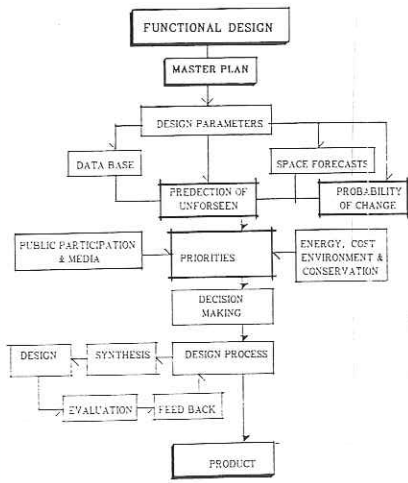 FUNCTIONAL DESIGN
MASTER PLAN
DESIGN PARAMETERS
DATA BASE
SPACE FORECASTS
PREDECTION OF
UNFORSEEN
PROBABILITY
OF CHANGE
PUBLIC PARTICIPATION
& MEDIA
PRIORITIES
ENERGY, COST
ENVIRONMENT &
CONSERVATION
DECISION
MAKING
DESIGN
SYNTHESIS
DESIGN PROCESS
EVALUATION
FEED BACK
PRODUCT